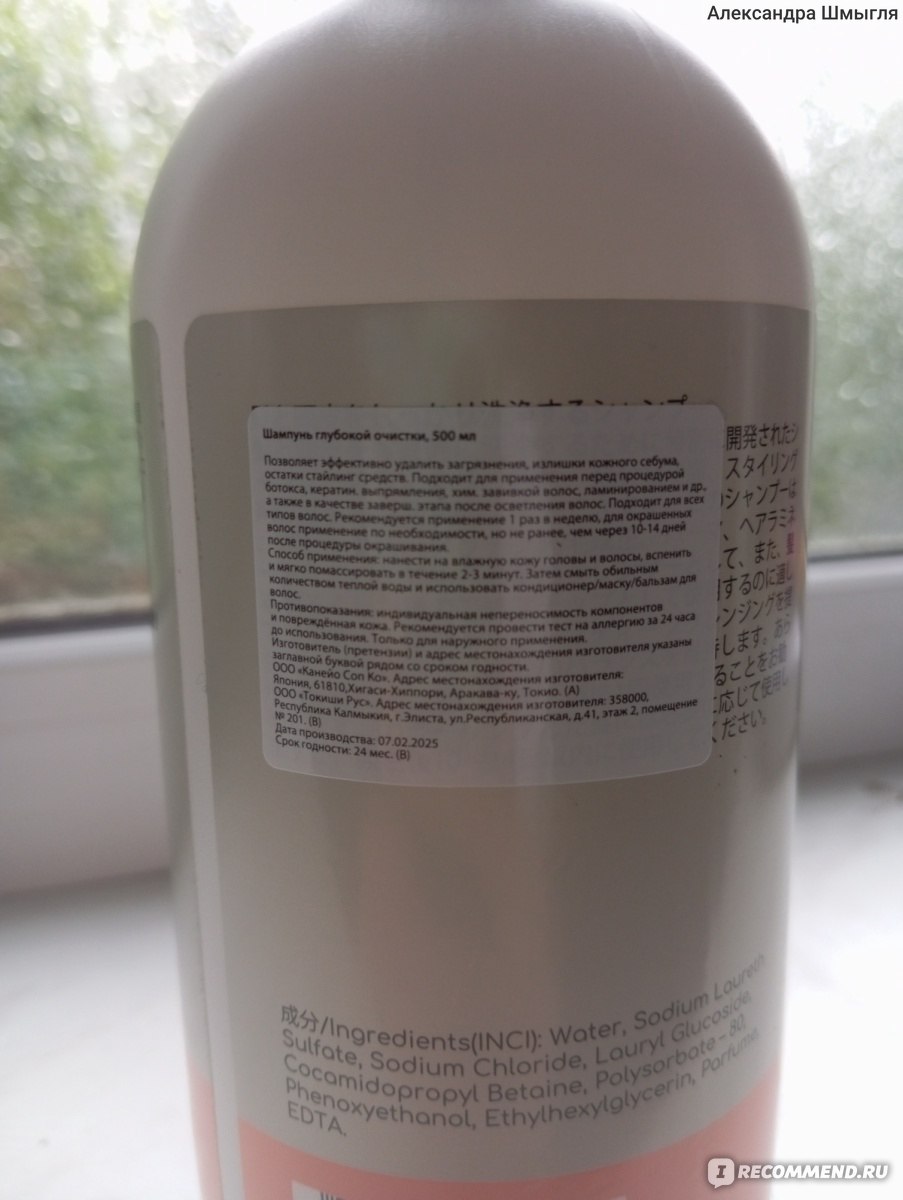 Александра Шмыгля
Шампунь глубокой очистки, 500 мл
Позволяет эффективно удалить загрязнения, излишки кожного себума,
остатки стайлинг средств. Подходит для применения перед процедурой
ботокса, кератин. выпрямления, хим. завивкой волос, ламинированием и др.,
а также в качестве заверш. этапа после осветления волос. Подходит для всех
типов волос. Рекомендуется применение 1 раз в неделю, для окрашенных
волос применение по необходимости, но не ранее, чем через 10-14 дней
после процедуры окрашивания.
Способ применения: нанести на влажную кожу головы и волосы, вспенить
и мягко помассировать в течение 2-3 минут. Затем смыть обильным
количеством теплой воды и использовать кондиционер/маску/бальзам для
волос.
Противопоказания: индивидуальная непереносимость компонентов
и повреждённая кожа. Рекомендуется провести тест на аллергию за 24 часа
до использования. Только для наружного применения.
Изготовитель (претензии) и адрес местонахождения изготовителя указаны
заглавной буквой рядом со сроком годности.
ООО «Канейо Соп Ко». Адрес местонахождения изготовителя:
Япония, 61810,Хигаси-Хиппори, Аракава-ку, Токио. (А)
ООО «Токиши Рус». Адрес местонахождения изготовителя: 358000,
Республика Калмыкия, г.Элиста, ул.Республиканская, д.41, этаж 2, помещение
№ 201. (В)
Дата производства: 07.02.2025
Срок годности: 24 мес. (В)
開発されたシ
スタイリング
シャンプーは
、ヘアラミネ
て、また、
するのに適し
ンジングを提
します。あら
ることをお勧
に応じて使用し
ください。
成分/Ingredients(INCI): Water, Sodium Laureth
Sulfate, Sodium Chloride, Lauryl Glucoside,
Cocamidopropyl Betaine, Polysorbate – 80,
Phenoxyethanol, Ethylhexylglycerin, Parfume,
EDTA.
I RECOMMEND.RU